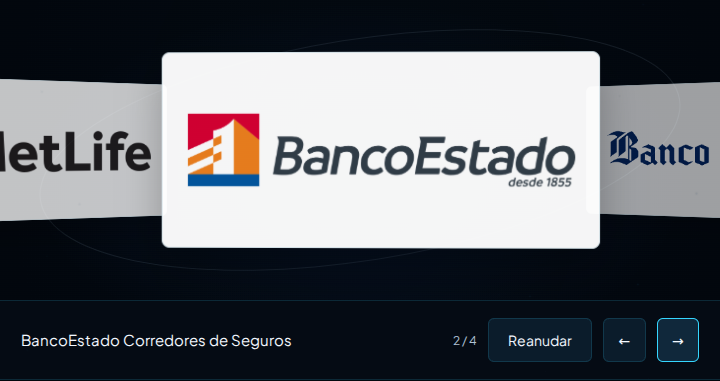 etLife
BancoEstado
desde 1855
Banco
BancoEstado Corredores de Seguros
2/4
Reanudar
←
→